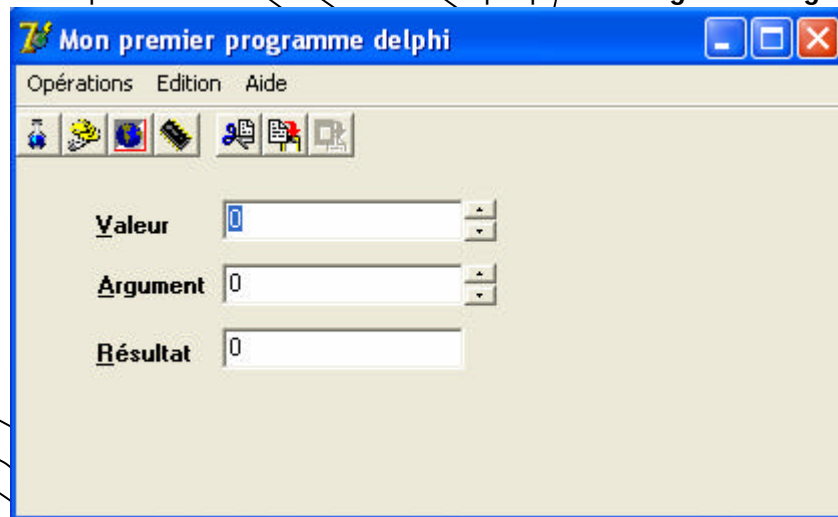 Mon premier programme delphi
Opérations Edition Aide
Valeur 0
Argument 0
Résultat 0